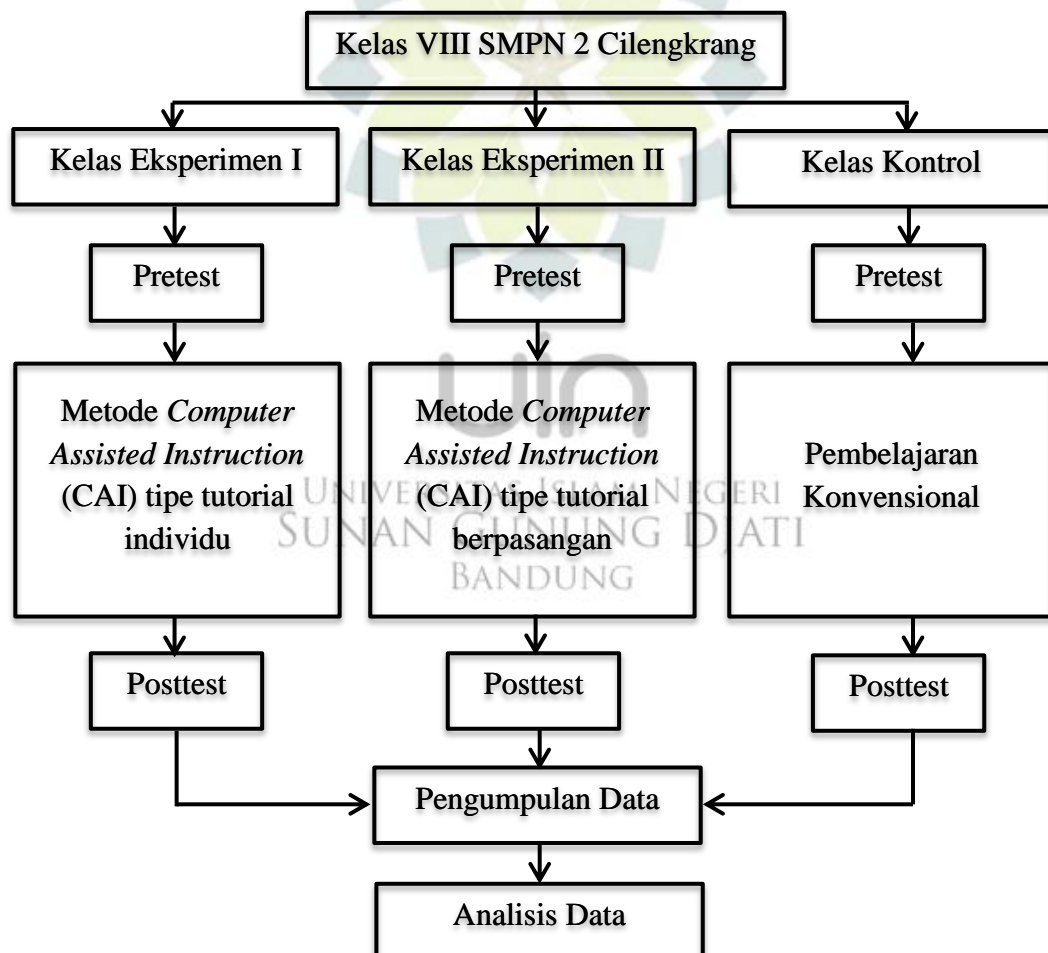 Kelas VIII SMPN 2 Cilengkrang
Kelas Eksperimen I
Kelas Eksperimen II
Kelas Kontrol
Pretest
Pretest
Pretest
Metode Computer
Assisted Instruction
(CAI) tipe tutorial
individu
Metode Computer
Assisted Instruction
(CAI) tipe tutorial
berpasangan
Pembelajaran
Konvensional
uin
UNIVERSITAS ISLAM NEGERI
SUNAN GUNUNG DJATI
BANDUNG
Posttest
Posttest
Posttest
Pengumpulan Data
Analisis Data